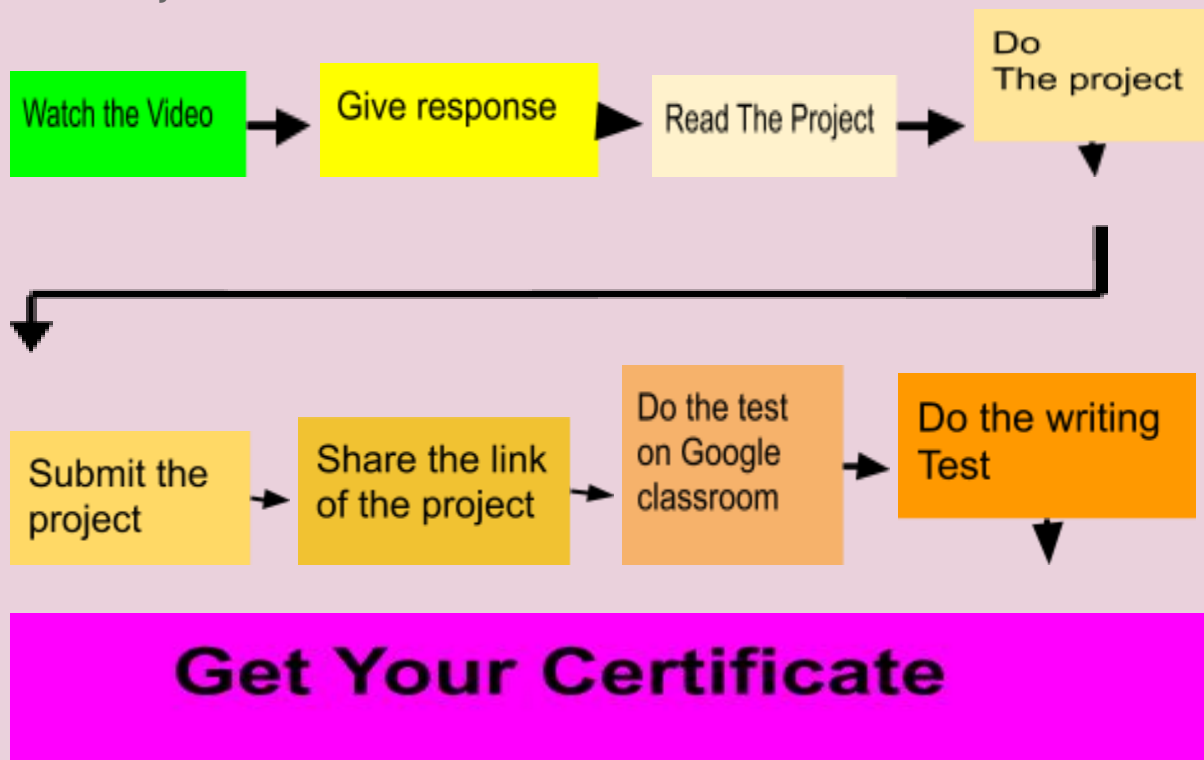 Watch the Video
Give response
Read The Project
Do
The project
Submit the
project
Share the link
of the project
Do the test
on Google
classroom
Do the writing
Test
Get Your Certificate